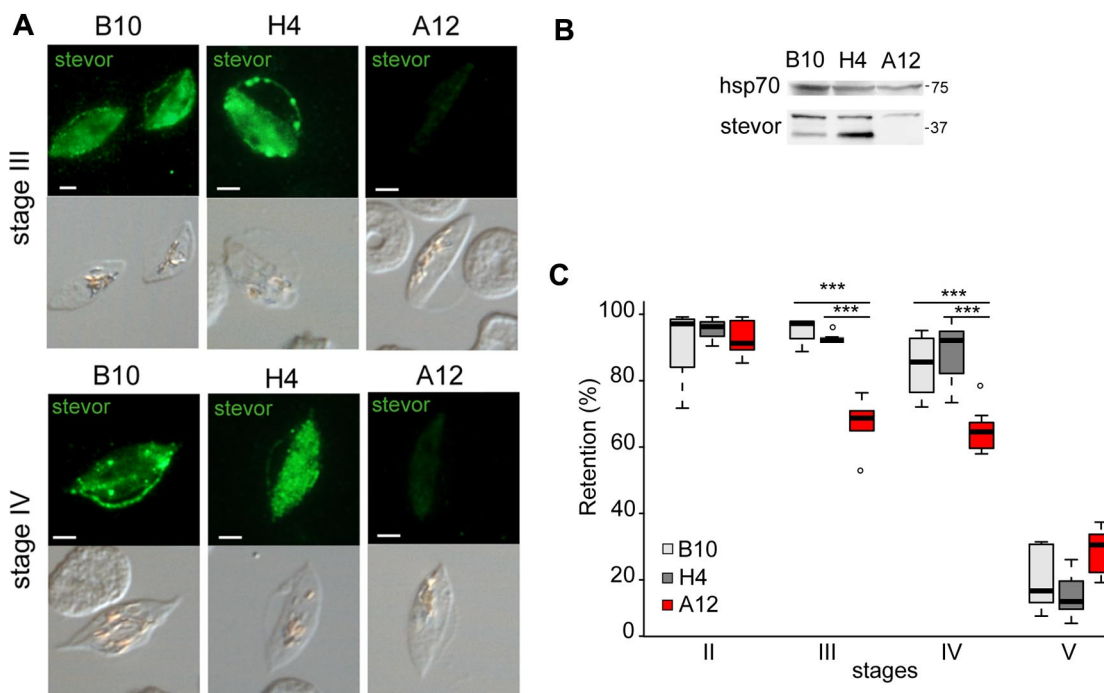 A
B10 H4 A12
stevor stevor stevor
stage III
B10 H4 A12
stevor stevor stevor
stage IV
B
B10 H4 A12
hsp70 -75
stevor -37
C
*** ***
*** ***
100
80
60
40
20
0
Retention (%)
B10
H4
A12
II III IV V
stages